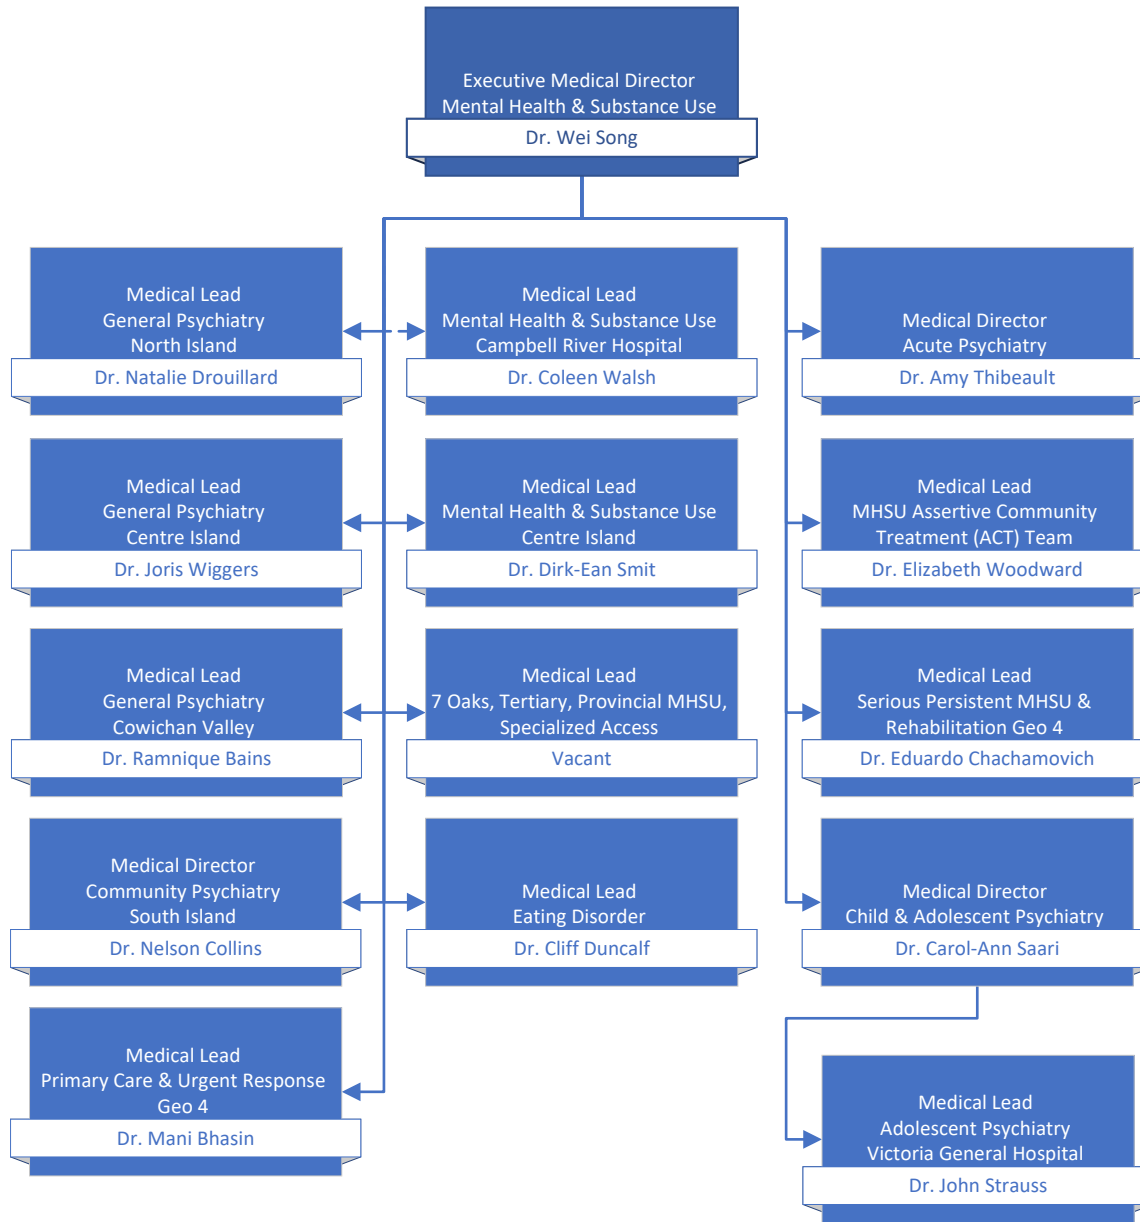 Executive Medical Director
Mental Health & Substance Use
Dr. Wei Song
Medical Lead
General Psychiatry
North Island
Dr. Natalie Drouillard
Medical Lead
Mental Health & Substance Use
Campbell River Hospital
Dr. Coleen Walsh
Medical Director
Acute Psychiatry
Dr. Amy Thibeault
Medical Lead
General Psychiatry
Centre Island
Dr. Joris Wiggers
Medical Lead
Mental Health & Substance Use
Centre Island
Dr. Dirk-Ean Smit
Medical Lead
MHSU Assertive Community
Treatment (ACT) Team
Dr. Elizabeth Woodward
Medical Lead
General Psychiatry
Cowichan Valley
Dr. Ramnique Bains
Medical Lead
7 Oaks, Tertiary, Provincial MHSU,
Specialized Access
Vacant
Medical Lead
Serious Persistent MHSU &
Rehabilitation Geo 4
Dr. Eduardo Chachamovich
Medical Director
Community Psychiatry
South Island
Dr. Nelson Collins
Medical Lead
Eating Disorder
Dr. Cliff Duncalf
Medical Director
Child & Adolescent Psychiatry
Dr. Carol-Ann Saari
Medical Lead
Primary Care & Urgent Response
Geo 4
Dr. Mani Bhasin
Medical Lead
Adolescent Psychiatry
Victoria General Hospital
Dr. John Strauss